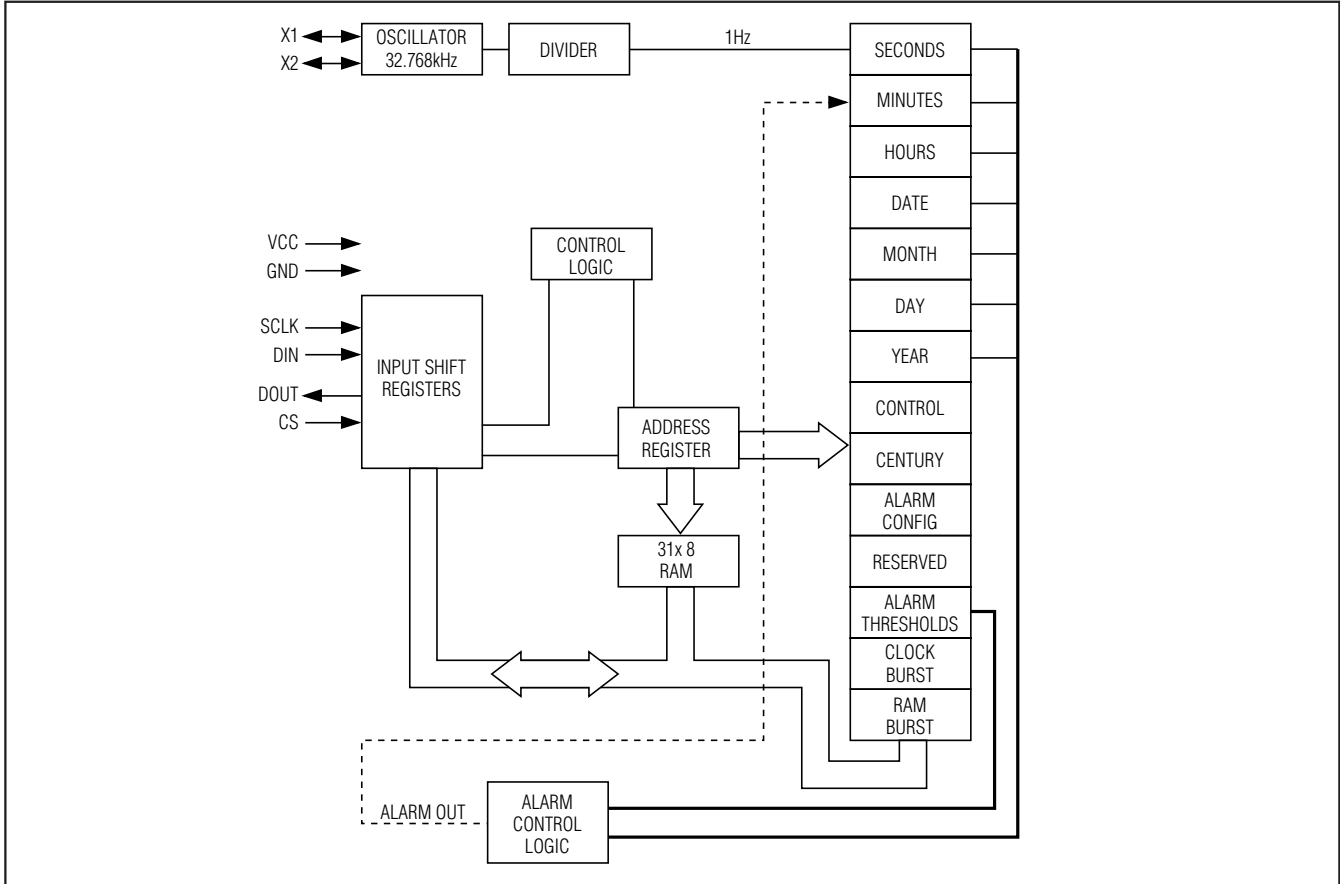 X1
X2
OSCILLATOR
32.768kHz
DIVIDER
1Hz
SECONDS
MINUTES
HOURS
DATE
MONTH
DAY
YEAR
CONTROL
CENTURY
ALARM
CONFIG
RESERVED
ALARM
THRESHOLDS
CLOCK
BURST
RAM
BURST
VCC
GND
SCLK
DIN
DOUT
CS
INPUT SHIFT
REGISTERS
CONTROL
LOGIC
ADDRESS
REGISTER
31x 8
RAM
ALARM OUT
ALARM
CONTROL
LOGIC